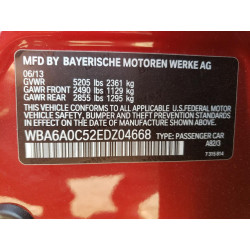 MFD BY BAYERISCHE MOTOREN WERKE AG
06/13
GVWR 5205 lbs 2361 kg
GAWR FRONT 2490 lbs 1129 kg
GAWR REAR 2855 lbs 1295 kg
THIS VEHICLE CONFORMS TO ALL APPLICABLE
U.S. FEDERAL MOTOR VEHICLE SAFETY, BUMPER,
AND THEFT PREVENTION STANDARDS IN EFFECT ON
THE DATE OF MANUFACTURE SHOWN ABOVE.
WBA6A0C52EDZ04668 TYPE: PASSENGER CAR
A82/3